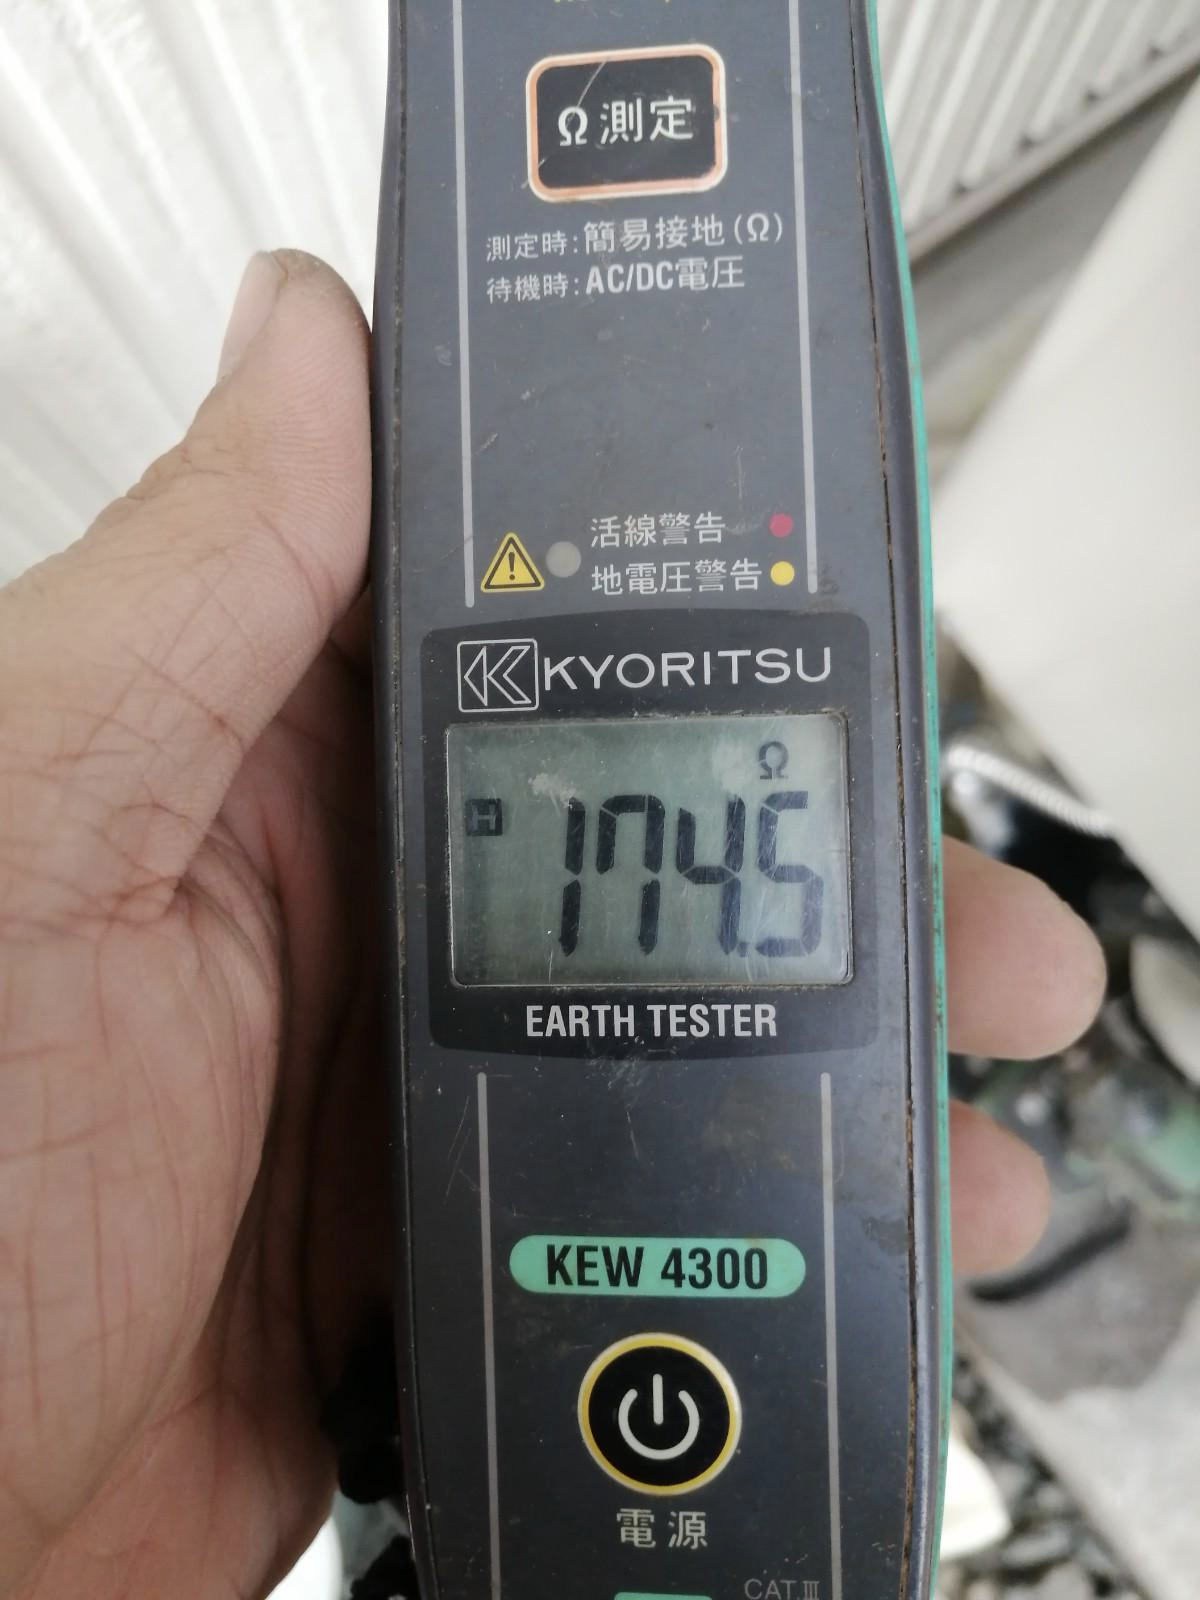 Ω 測定
測定時: 簡易接地 (Ω)
待機時: AC/DC電圧
活線警告
地電圧警告
KYORITSU
Ω
H 174.5
EARTH TESTER
KEW 4300
電源
CAT.III